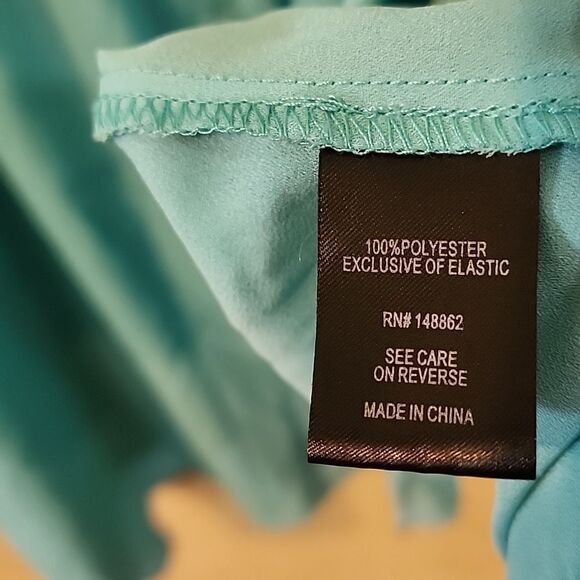 100%POLYESTER
EXCLUSIVE OF ELASTIC
RN# 148862
SEE CARE
ON REVERSE
MADE IN CHINA